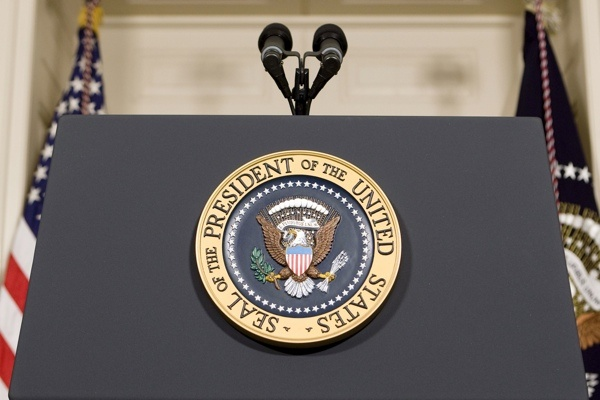 SEAL OF THE PRESIDENT OF THE UNITED STATES